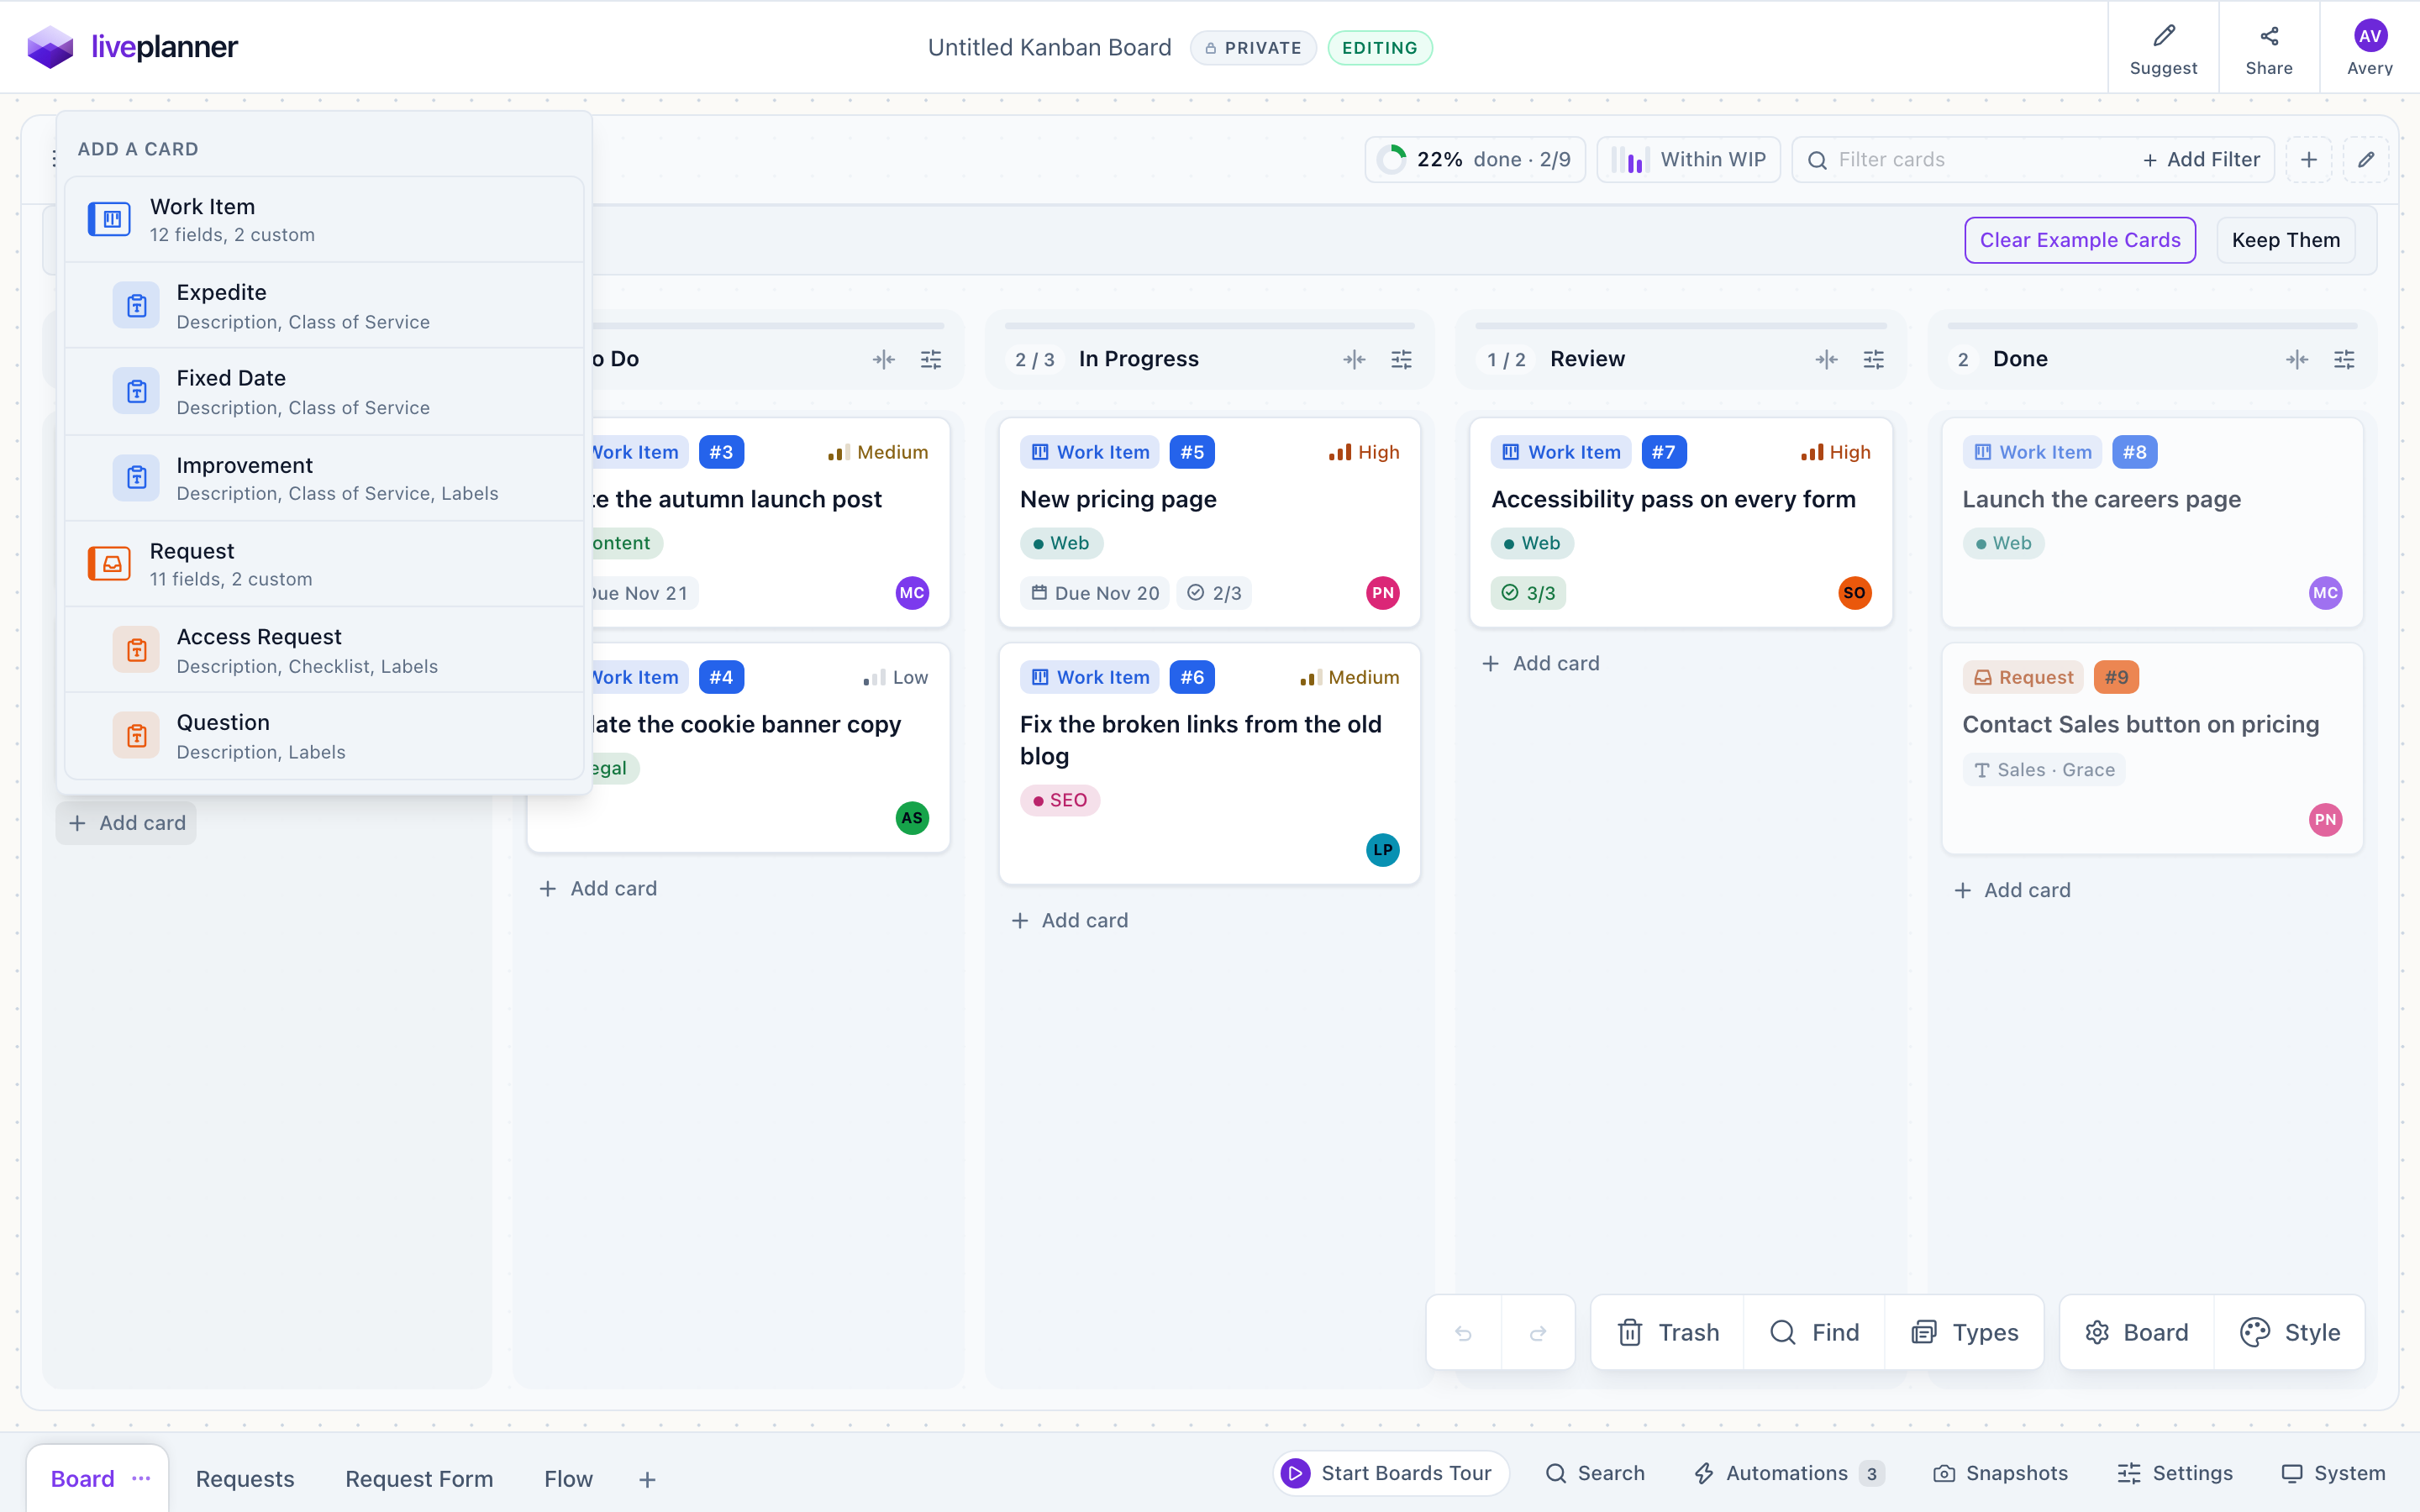 liveplanner
Untitled Kanban Board
PRIVATE
EDITING
Suggest
Share
AV
Avery
ADD A CARD
Work Item
12 fields, 2 custom
Expedite
Description, Class of Service
Fixed Date
Description, Class of Service
Improvement
Description, Class of Service, Labels
Request
11 fields, 2 custom
Access Request
Description, Checklist, Labels
Question
Description, Labels
+ Add card
22% done · 2/9
Within WIP
Filter cards
+ Add Filter
Clear Example Cards
Keep Them
o Do
Work Item #3 Medium
te the autumn launch post
ontent
Due Nov 21
MC
Work Item #4 Low
late the cookie banner copy
egal
AS
+ Add card
2 / 3 In Progress
Work Item #5 High
New pricing page
Web
Due Nov 20 2/3 PN
Work Item #6 Medium
Fix the broken links from the old
blog
SEO
LP
+ Add card
1 / 2 Review
Work Item #7 High
Accessibility pass on every form
Web
3/3 SO
+ Add card
2 Done
Work Item #8
Launch the careers page
Web
MC
Request #9
Contact Sales button on pricing
Sales · Grace
PN
+ Add card
Trash
Find
Types
Board
Style
Board ···
Requests
Request Form
Flow
+
Start Boards Tour
Search
Automations 3
Snapshots
Settings
System